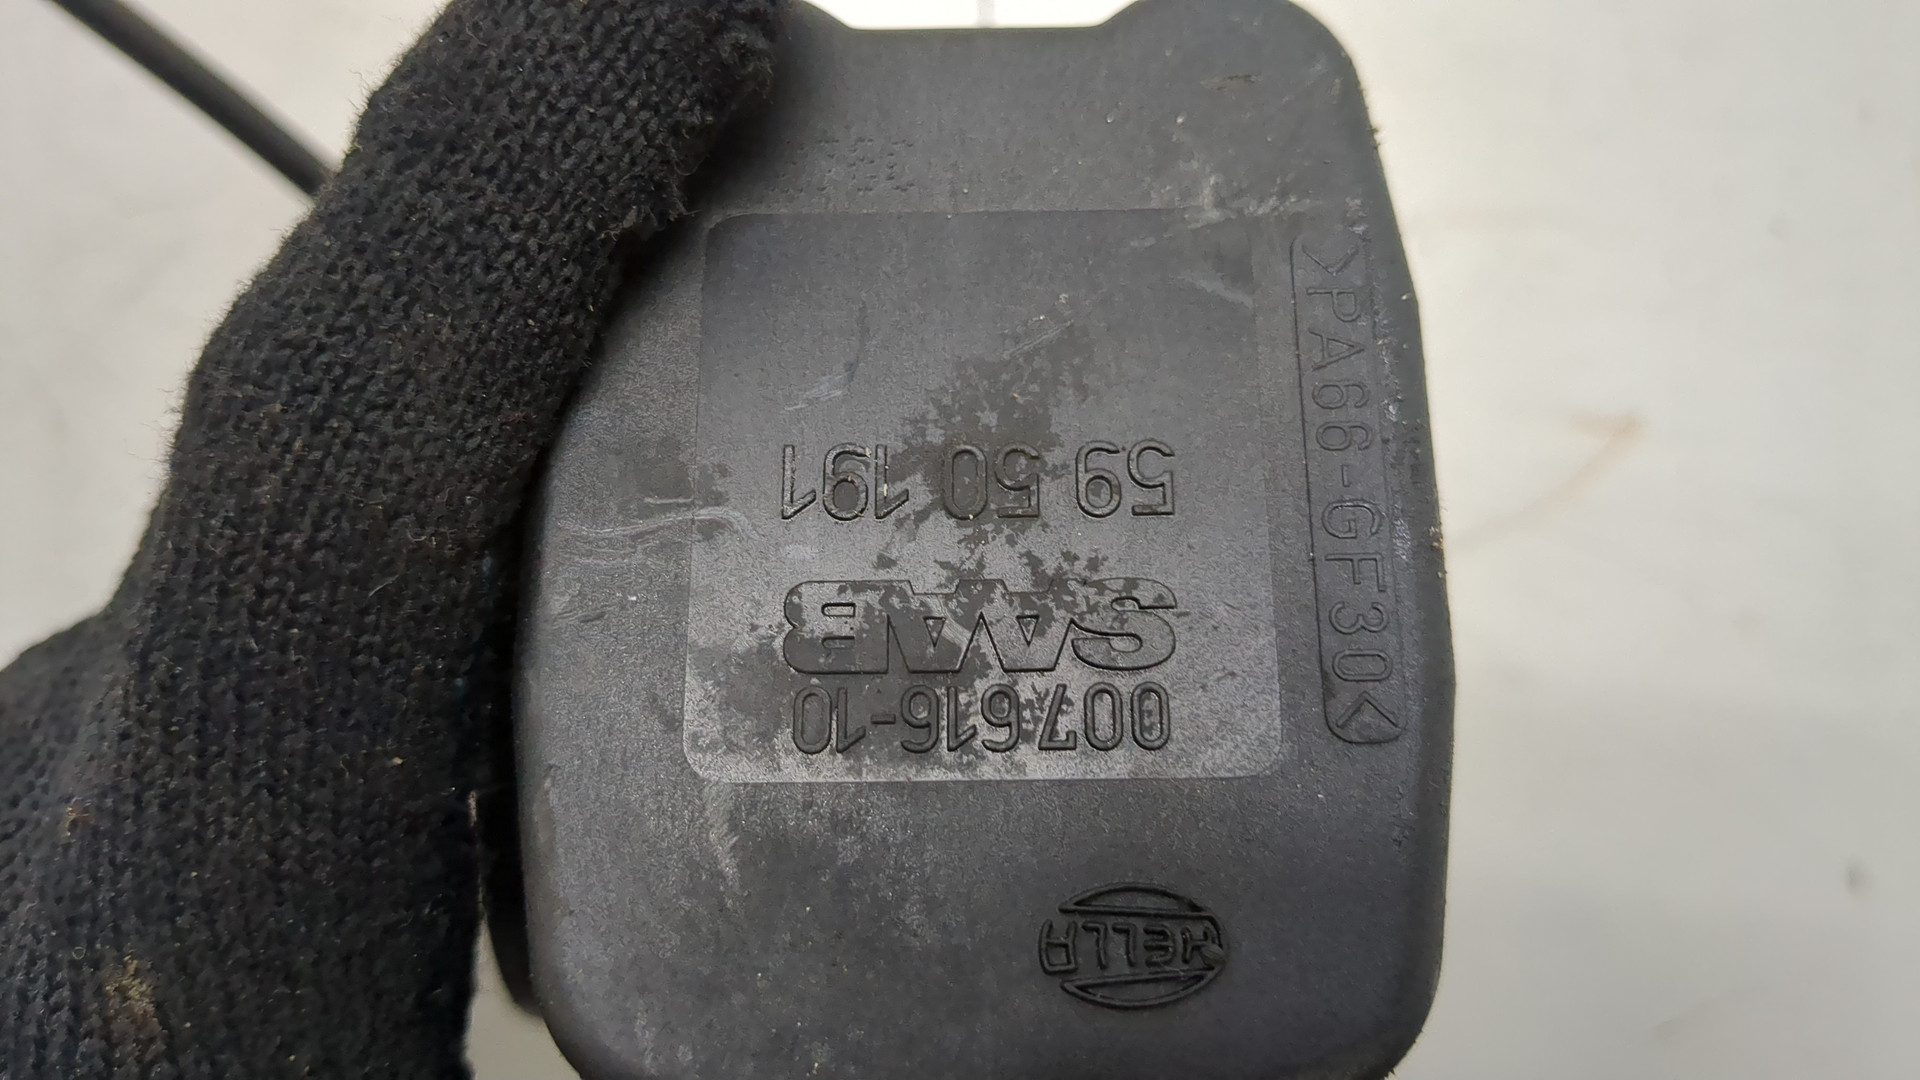 HELLA
007616-10
SAAB
59 50 191
>PA66-GF30<